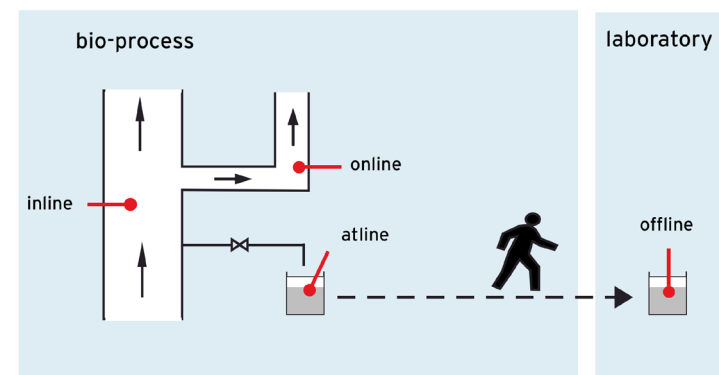 bio-process
laboratory
online
inline
atline
offline